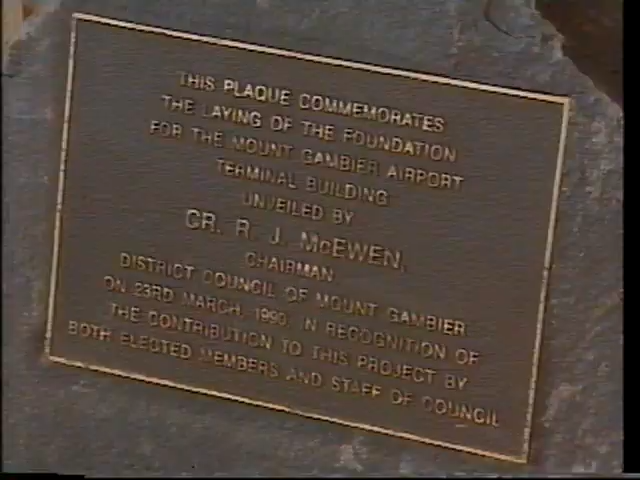 THIS PLAQUE COMMEMORATES
THE LAYING OF THE FOUNDATION
FOR THE MOUNT GAMBIER AIRPORT
TERMINAL BUILDING
UNVEILED BY
CR. R. J. McEWEN,
CHAIRMAN
DISTRICT COUNCIL OF MOUNT GAMBIER
ON 23RD MARCH, 1990, IN RECOGNITION OF
THE CONTRIBUTION TO THIS PROJECT BY
BOTH ELECTED MEMBERS AND STAFF OF COUNCIL